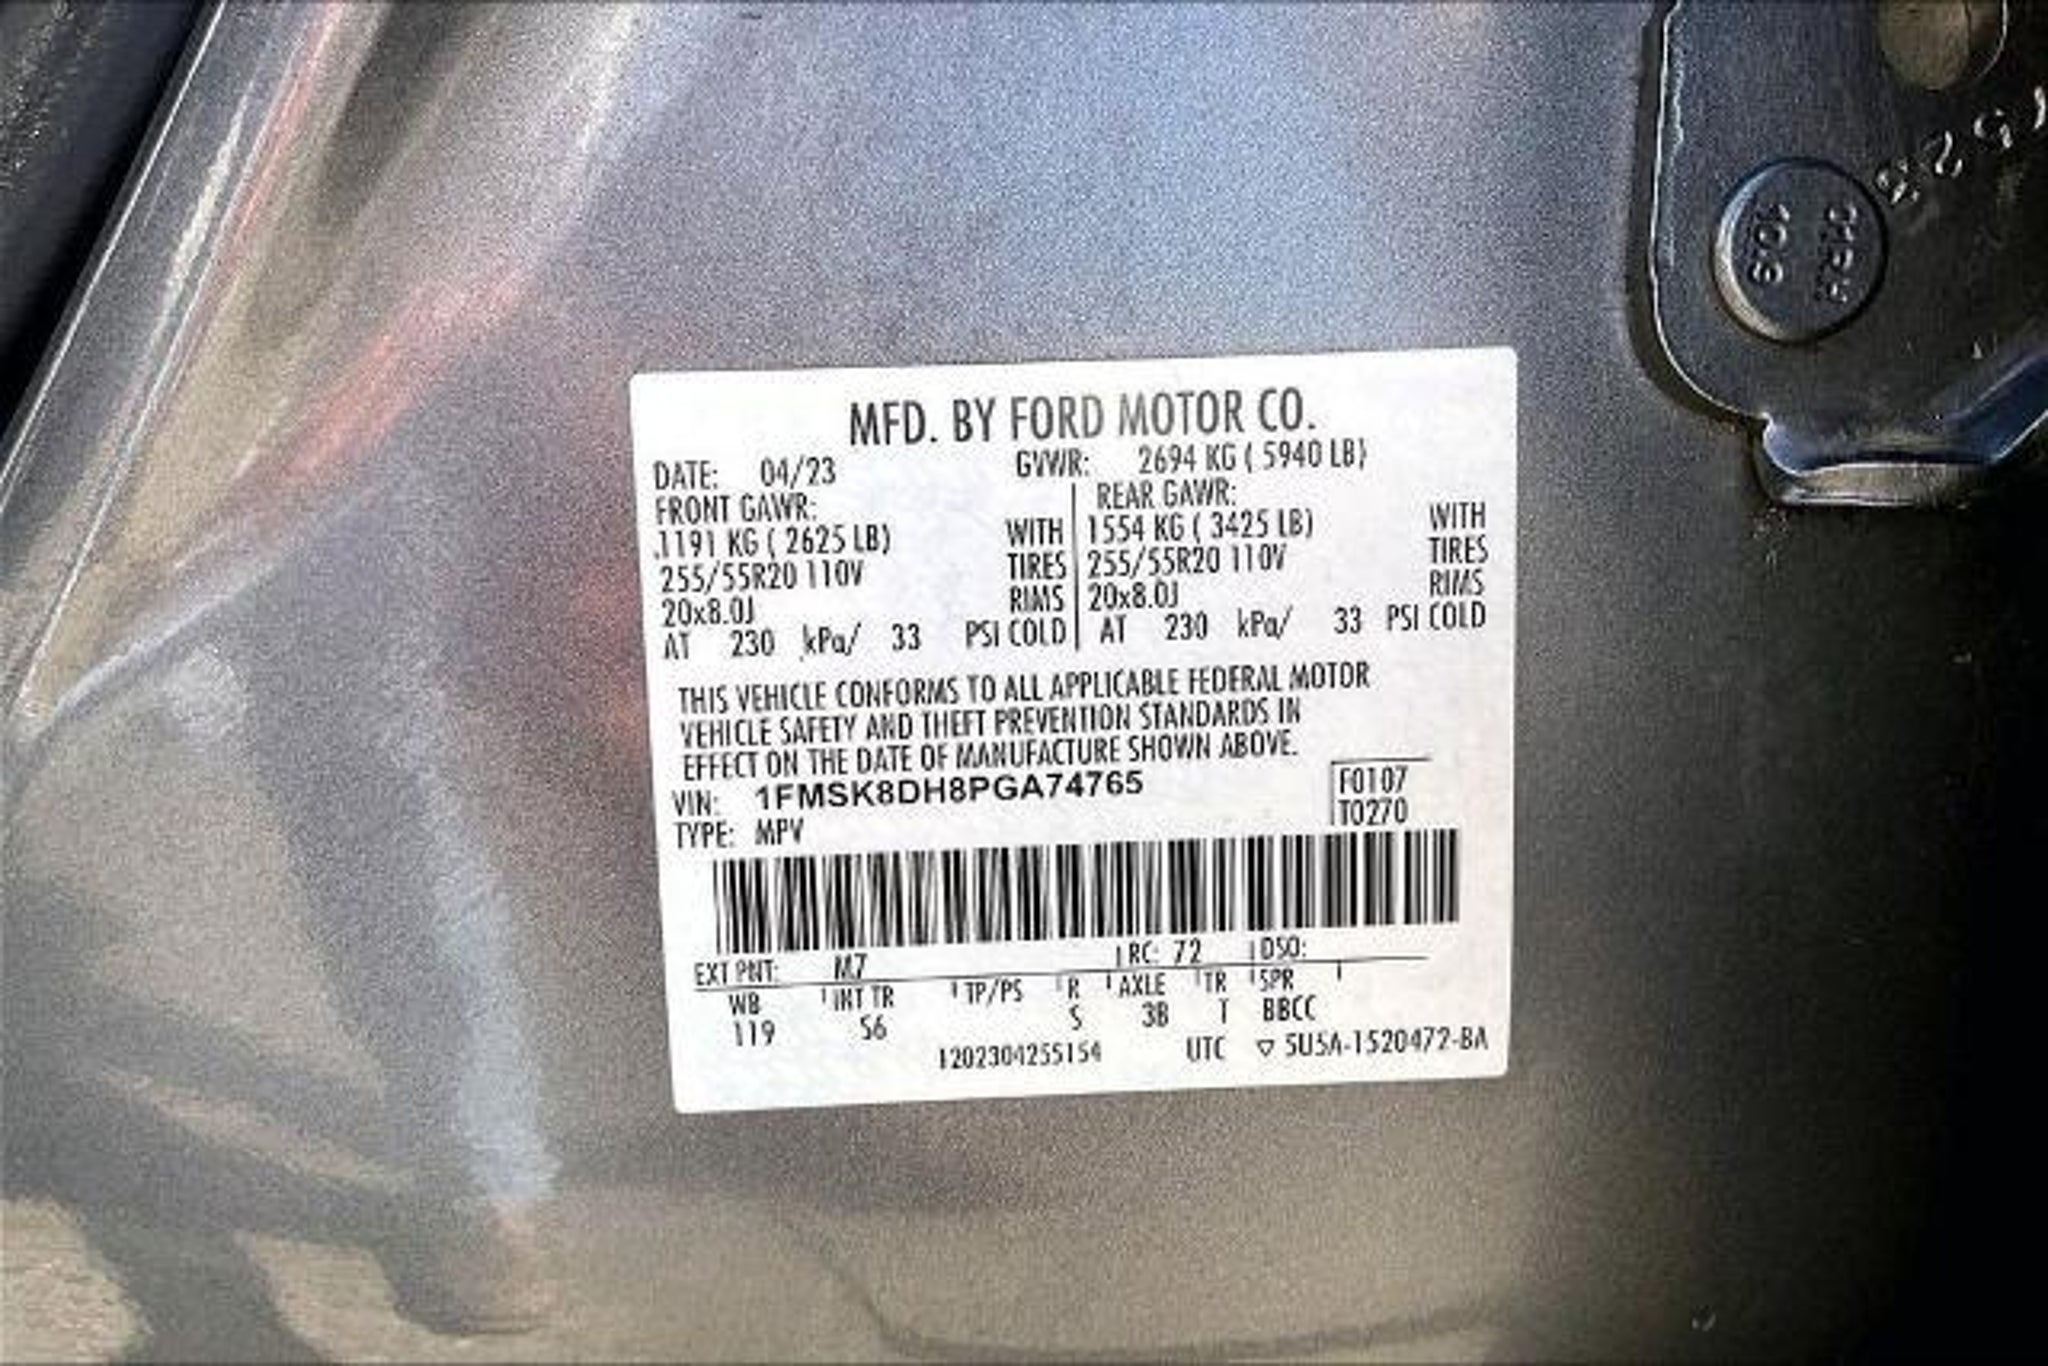 MFD. BY FORD MOTOR CO.
DATE: 04/23 GVWR: 2694 KG ( 5940 LB)
FRONT GAWR: REAR GAWR:
1191 KG ( 2625 LB) WITH 1554 KG ( 3425 LB) WITH
255/55R20 110V TIRES 255/55R20 110V TIRES
20x8.0J RIMS 20x8.0J RIMS
AT 230 kPa/ 33 PSI COLD AT 230 kPa/ 33 PSI COLD
THIS VEHICLE CONFORMS TO ALL APPLICABLE FEDERAL MOTOR
VEHICLE SAFETY AND THEFT PREVENTION STANDARDS IN
EFFECT ON THE DATE OF MANUFACTURE SHOWN ABOVE.
VIN: 1FMSK8DH8PGA74765 F0107
TYPE: MPV T0270
EXT PNT: M7 RC: 72 DSO:
WB INT TR TP/PS R AXLE TR SPR
119 S6 S 3B T BBCC
1202304255154 UTC ▽ 5U5A-1520472-BA